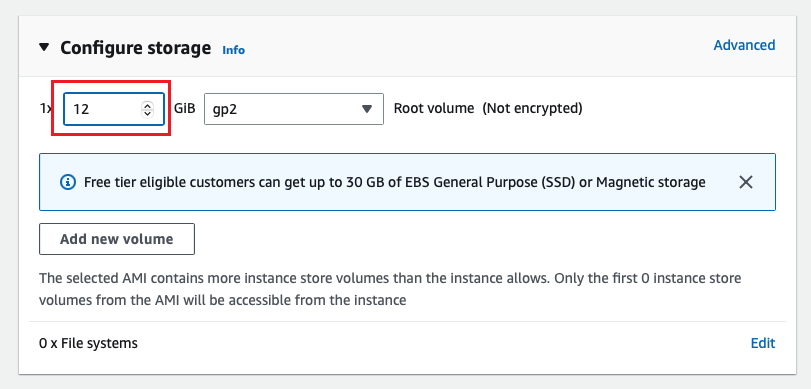 Configure storage Info Advanced
1x 12 GiB gp2 Root volume (Not encrypted)
Free tier eligible customers can get up to 30 GB of EBS General Purpose (SSD) or Magnetic storage
Add new volume
The selected AMI contains more instance store volumes than the instance allows. Only the first 0 instance store
volumes from the AMI will be accessible from the instance
0 x File systems Edit